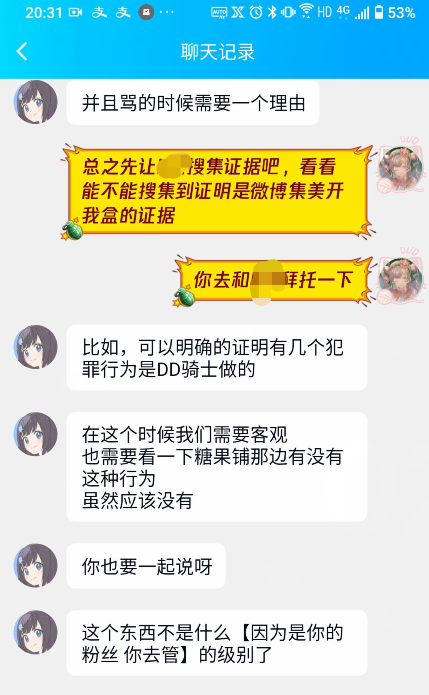 20:31 支 支 ... AUTO HD 4G 53%
聊天记录
并且骂的时候需要一个理由
总之先让 搜集证据吧，看看
能不能搜集到证明是微博集美开
我盒的证据
你去和 拜托一下
比如，可以明确的证明有几个犯
罪行为是DD骑士做的
在这个时候我们需要客观
也需要看一下糖果铺那边有没有
这种行为
虽然应该没有
你也要一起说呀
这个东西不是什么【因为是你的
粉丝 你去管】的级别了